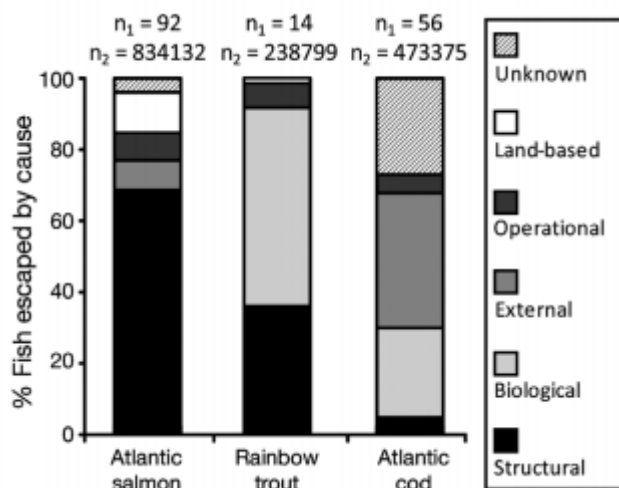 n₁ = 92 n₁ = 14 n₁ = 56
n₂ = 834132 n₂ = 238799 n₂ = 473375
% Fish escaped by cause
100
80
60
40
20
0
Atlantic salmon
Rainbow trout
Atlantic cod
Unknown
Land-based
Operational
External
Biological
Structural